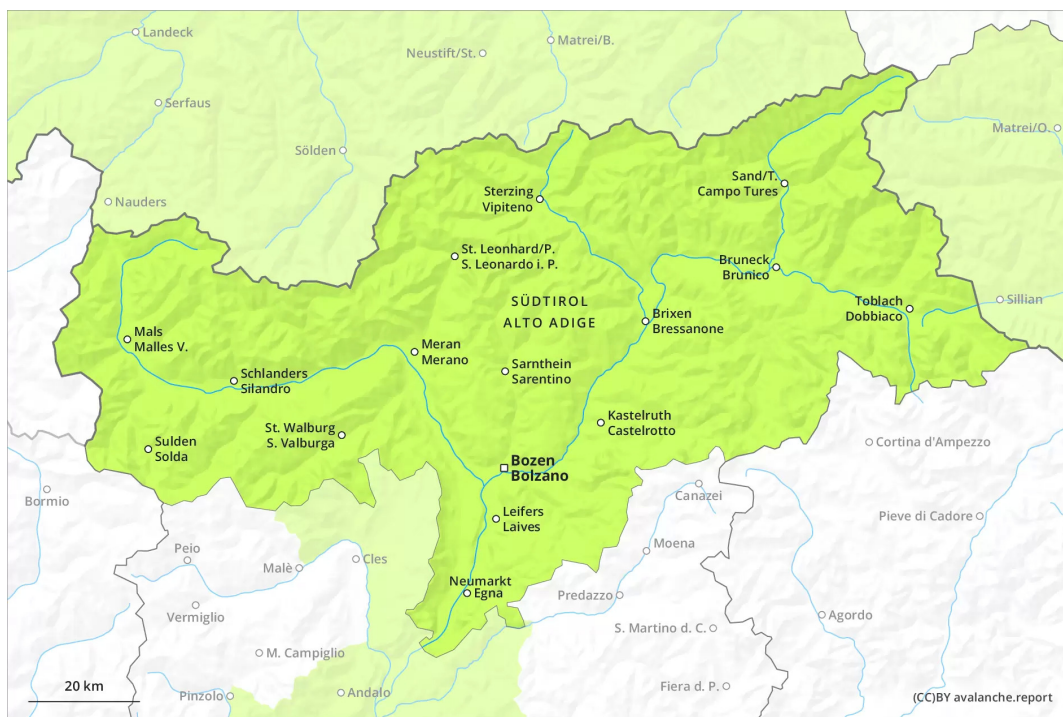 Landeck
Matrei/B.
Neustift/St.
Serfaus
Matrei/O.
Sölden
Sand/T.
Campo Tures
Sterzing
Vipiteno
Nauders
St. Leonhard/P.
S. Leonardo i. P.
Bruneck
Brunico
SÜDTIROL
ALTO ADIGE
Toblach
Dobbiaco
Sillian
Brixen
Bressanone
Mals
Malles V.
Meran
Merano
Sarnthein
Sarentino
Schlanders
Silandro
Kastelruth
Castelrotto
St. Walburg
S. Valburga
Sulden
Solda
Cortina d'Ampezzo
Bozen
Bolzano
Bormio
Canazei
Leifers
Laives
Pieve di Cadore
Peio
Moena
Cles
Malè
Neumarkt
Egna
Predazzo
Vermiglio
Agordo
S. Martino d. C.
M. Campiglio
20 km
Fiera d. P.
Pinzolo
Andalo
(CC)BY avalanche.report